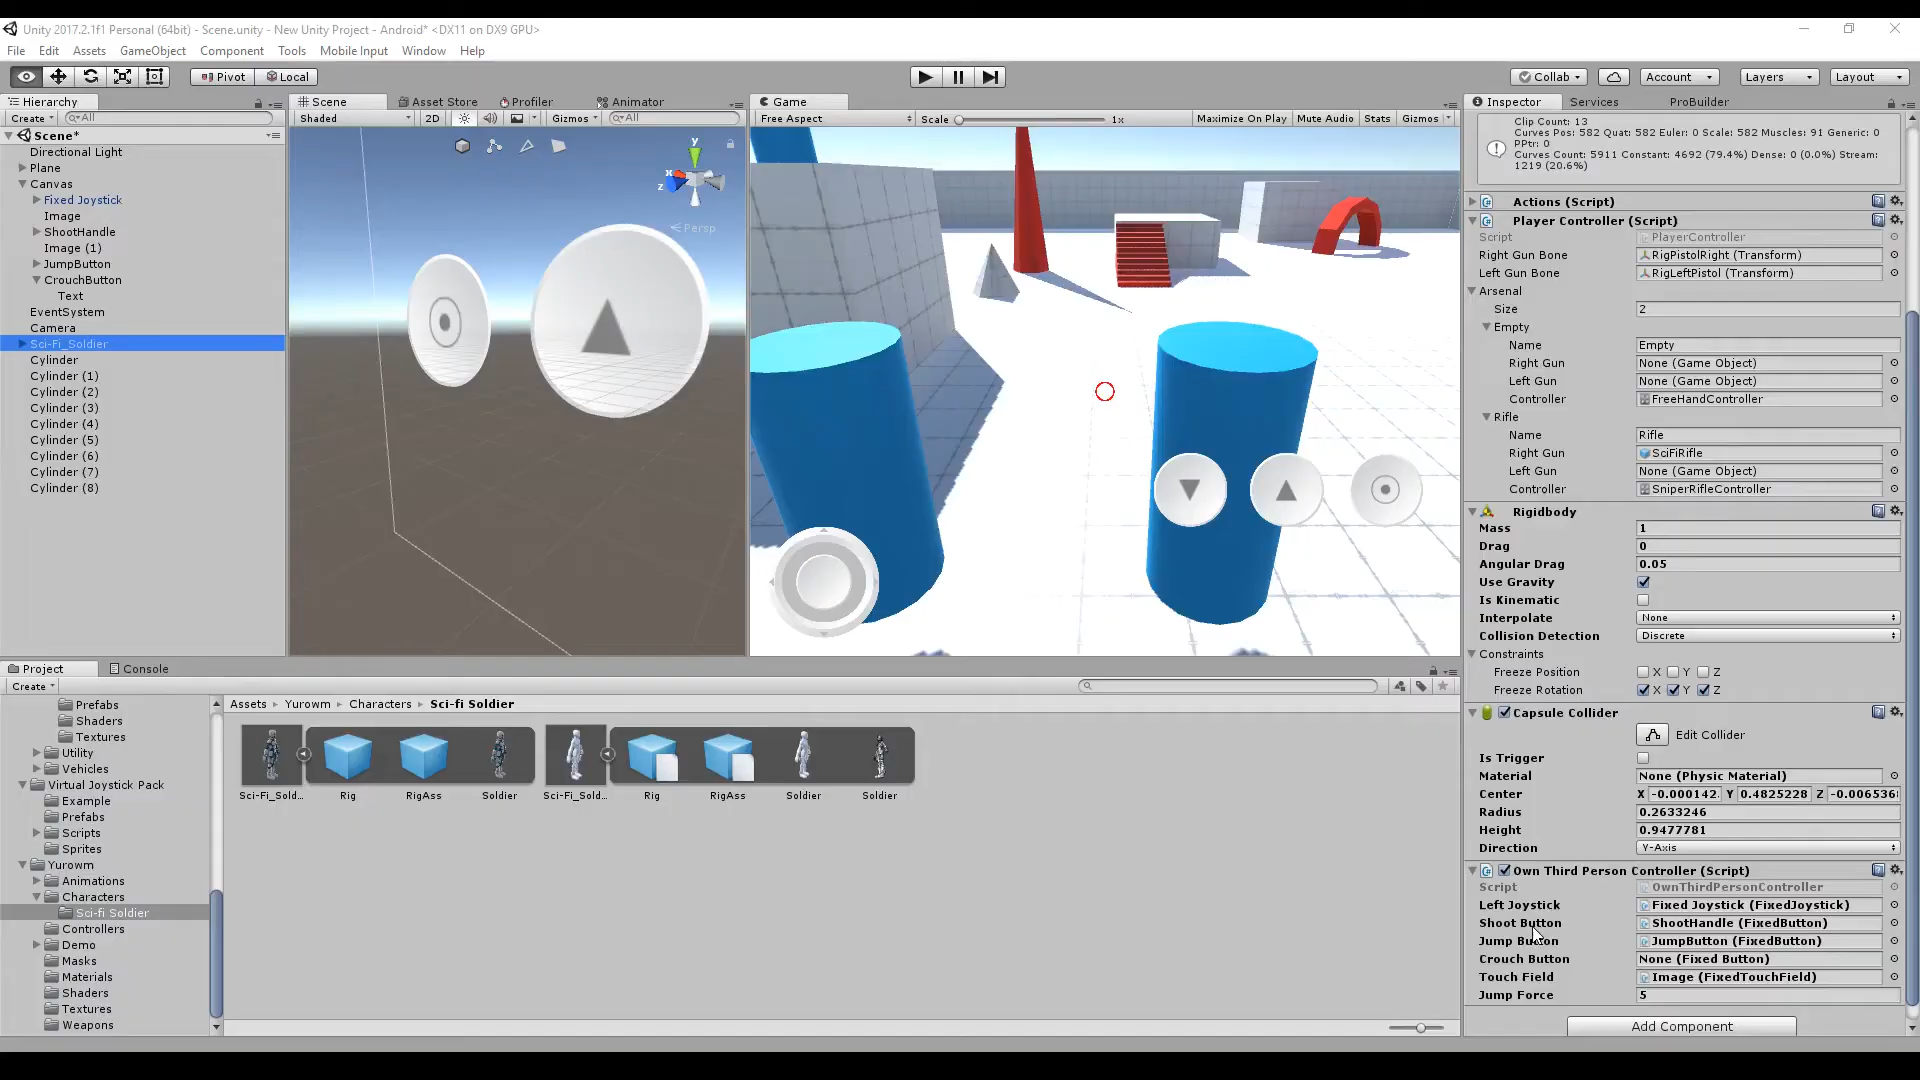 Unity 2017.2.1f1 Personal (64bit) - Scene.unity - New Unity Project - Android* <DX11 on DX9 GPU>
File Edit Assets GameObject Component Tools Mobile Input Window Help
Pivot Local Collab Account Layers Layout
Hierarchy
Create All
Scene*
Directional Light
Plane
Canvas
Fixed Joystick
Image
ShootHandle
Image (1)
JumpButton
CrouchButton
Text
EventSystem
Camera
Sci-Fi_Soldier
Cylinder
Cylinder (1)
Cylinder (2)
Cylinder (3)
Cylinder (4)
Cylinder (5)
Cylinder (6)
Cylinder (7)
Cylinder (8)
Scene Asset Store Profiler Animator
Shaded 2D Gizmos All
y
x
z
Persp
Game
Free Aspect Scale 1x Maximize On Play Mute Audio Stats Gizmos
Inspector Services ProBuilder
Clip Count: 13
Curves Pos: 582 Quat: 582 Euler: 0 Scale: 582 Muscles: 91 Generic: 0
PPtr: 0
Curves Count: 5911 Constant: 4692 (79.4%) Dense: 0 (0.0%) Stream:
1219 (20.6%)
Actions (Script)
Player Controller (Script)
Script PlayerController
Right Gun Bone RigPistolRight (Transform)
Left Gun Bone RigLeftPistol (Transform)
Arsenal
Size 2
Empty
Name Empty
Right Gun None (Game Object)
Left Gun None (Game Object)
Controller FreeHandController
Rifle
Name Rifle
Right Gun SciFiRifle
Left Gun None (Game Object)
Controller SniperRifleController
Rigidbody
Mass 1
Drag 0
Angular Drag 0.05
Use Gravity
Is Kinematic
Interpolate None
Collision Detection Discrete
Constraints
Freeze Position X Y Z
Freeze Rotation X Y Z
Capsule Collider
Edit Collider
Is Trigger
Material None (Physic Material)
Center X -0.000142 Y 0.4825228 Z -0.006536
Radius 0.2633246
Height 0.9477781
Direction Y-Axis
Own Third Person Controller (Script)
Script OwnThirdPersonController
Left Joystick Fixed Joystick (FixedJoystick)
Shoot Button ShootHandle (FixedButton)
Jump Button JumpButton (FixedButton)
Crouch Button None (Fixed Button)
Touch Field Image (FixedTouchField)
Jump Force 5
Add Component
Project Console
Create
Prefabs
Shaders
Textures
Utility
Vehicles
Virtual Joystick Pack
Example
Prefabs
Scripts
Sprites
Yurowm
Animations
Characters
Sci-fi Soldier
Controllers
Demo
Masks
Materials
Shaders
Textures
Weapons
Assets Yurowm Characters Sci-fi Soldier
Sci-Fi_Sold... Rig RigAss Soldier Sci-Fi_Sold... Rig RigAss Soldier Soldier